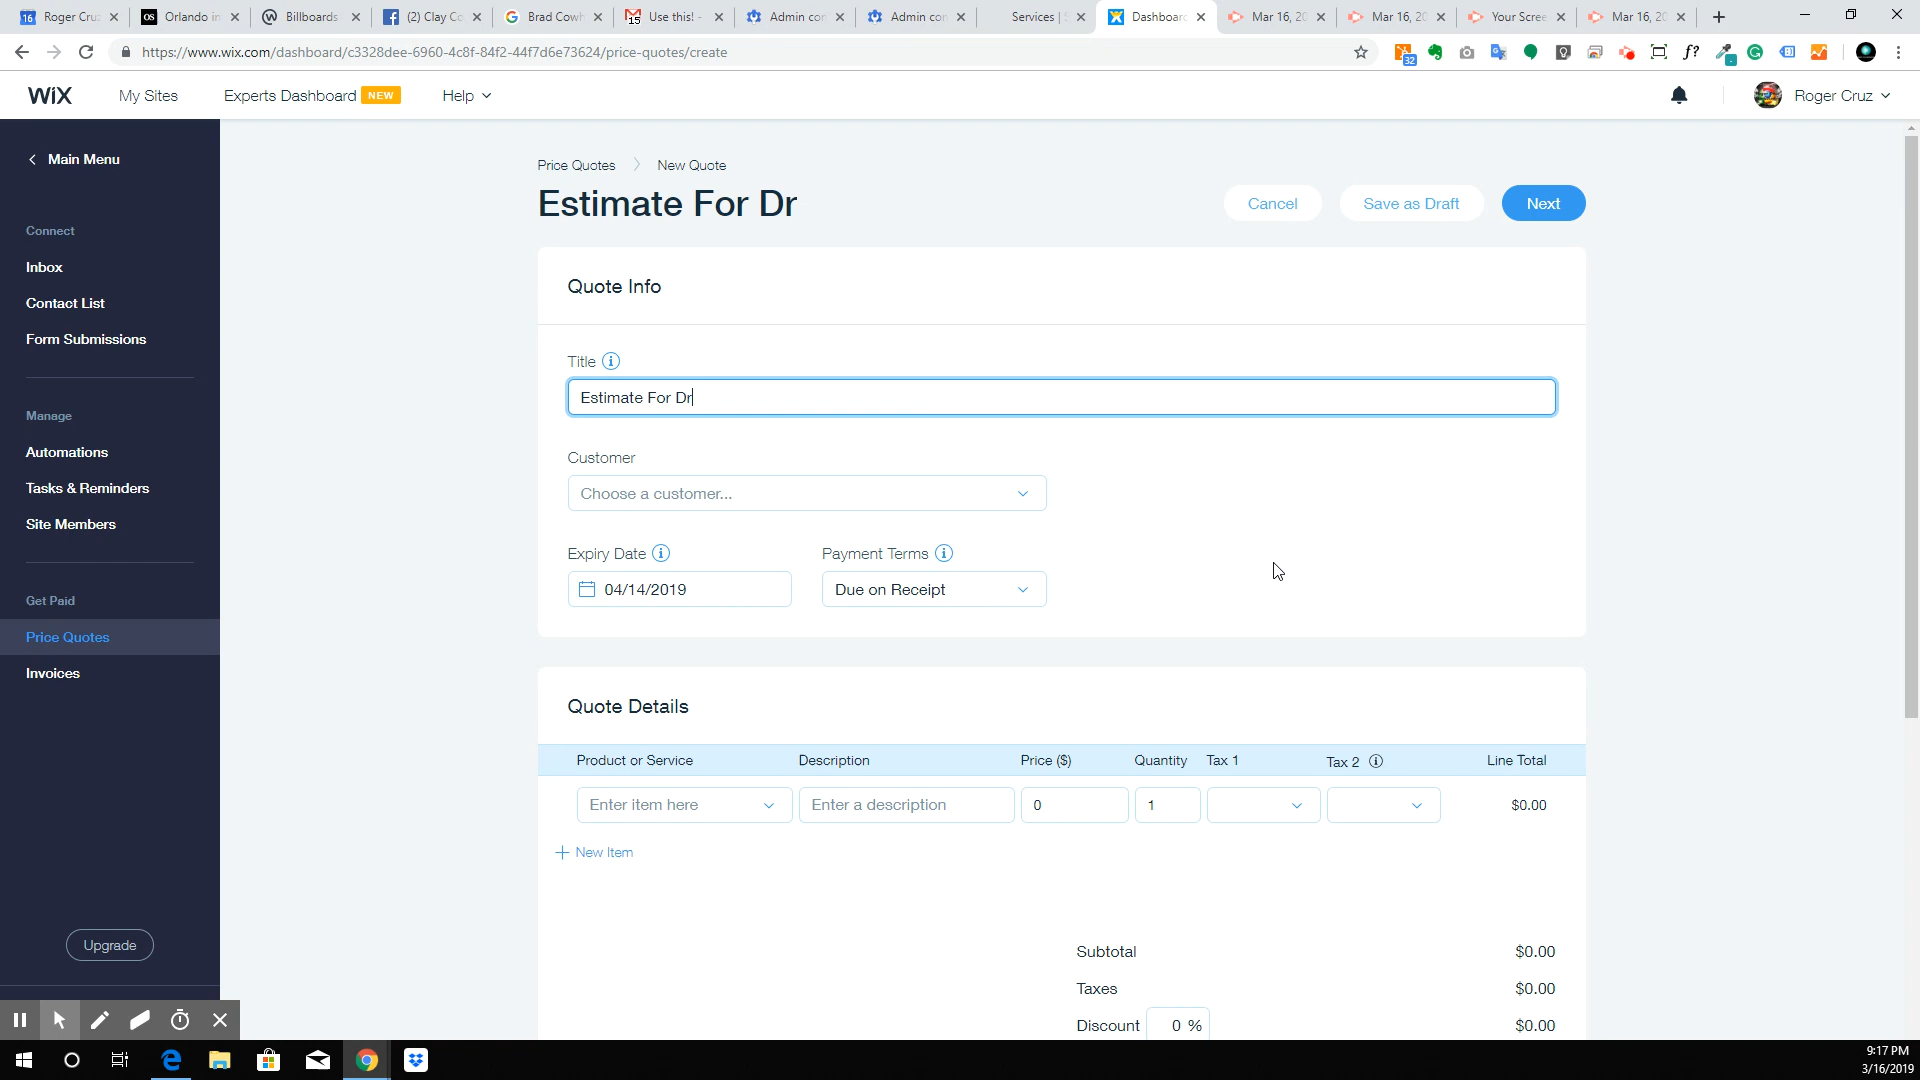 16 Roger Cru
OS Orlando in
Billboards
(2) Clay Co
Brad Cowh
15 Use this! -
Admin con
Admin con
Services | S
Dashboard
Mar 16, 20
Mar 16, 20
Your Scree
Mar 16, 20
https://www.wix.com/dashboard/c3328dee-6960-4c8f-84f2-44f7d6e73624/price-quotes/create
32
f?
WiX
My Sites
Experts Dashboard NEW
Help
Roger Cruz
Main Menu
Connect
Inbox
Contact List
Form Submissions
Manage
Automations
Tasks & Reminders
Site Members
Get Paid
Price Quotes
Invoices
Upgrade
Price Quotes > New Quote
Estimate For Dr
Cancel
Save as Draft
Next
Quote Info
Title
Estimate For Dr
Customer
Choose a customer...
Expiry Date
Payment Terms
04/14/2019
Due on Receipt
Quote Details
Product or Service Description Price ($) Quantity Tax 1 Tax 2 Line Total
Enter item here Enter a description 0 1 $0.00
+ New Item
Subtotal $0.00
Taxes $0.00
Discount 0 % $0.00
9:17 PM
3/16/2019